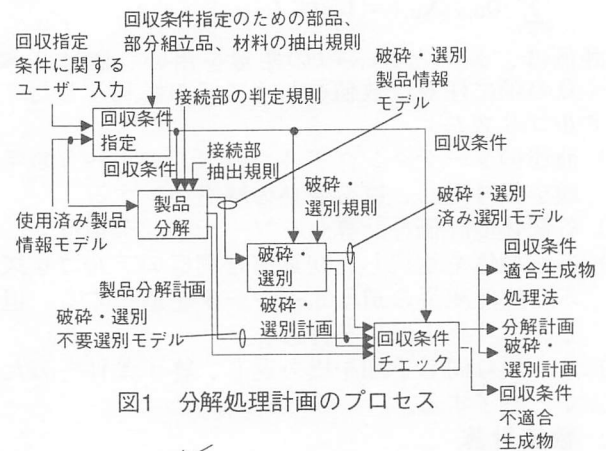 回収条件指定のための部品、
部分組立品、材料の抽出規則
回収指定
条件に関する
ユーザー入力
破砕・選別
製品情報
モデル
接続部の判定規則
回収条件
指定
回収条件
回収条件
接続部
抽出規則
製品
分解
破砕・
選別規則
破砕・選別
済み選別モデル
使用済み製品
情報モデル
破砕・
選別
回収条件
適合生成物
処理法
分解計画
破砕・
選別計画
回収条件
不適合
生成物
製品分解計画
破砕・選別
不要選別モデル
破砕・
選別計画
回収条件
チェック
図1 分解処理計画のプロセス